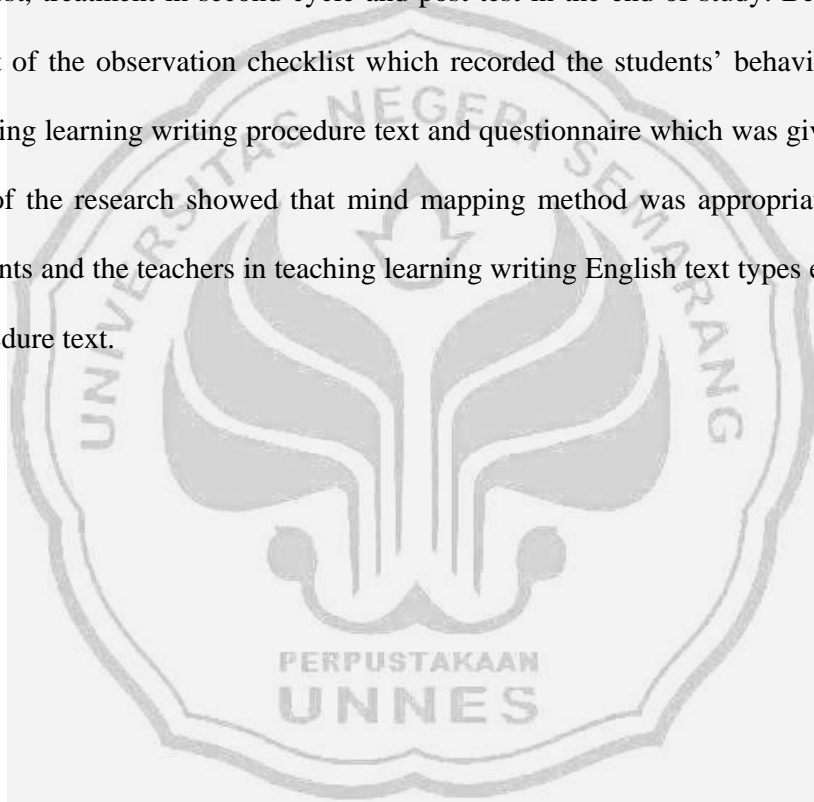 treatment in second cycle and post test in the end of study. Be
of the observation checklist which recorded the students’ behavi
ing learning writing procedure text and questionnaire which was giv
of the research showed that mind mapping method was appropria
nts and the teachers in teaching learning writing English text types e
dure text.
UNIVERSITAS NEGERI SEMARANG
PERPUSTAKAAN
UNNES